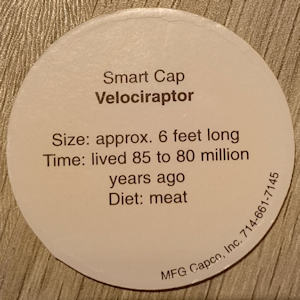 Smart Cap
Velociraptor
Size: approx. 6 feet long
Time: lived 85 to 80 million
years ago
Diet: meat
MFG Capco, Inc. 714-661-7145